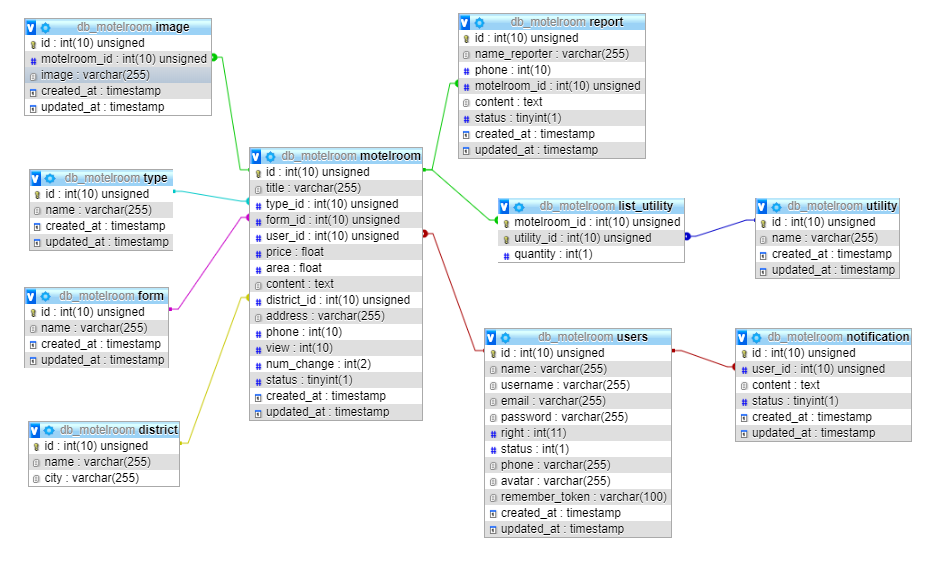 db_motelroom image
id : int(10) unsigned
motelroom_id : int(10) unsigned
image : varchar(255)
created_at : timestamp
updated_at : timestamp
db_motelroom report
id : int(10) unsigned
name_reporter : varchar(255)
phone : int(10)
motelroom_id : int(10) unsigned
content : text
status : tinyint(1)
created_at : timestamp
updated_at : timestamp
db_motelroom type
id : int(10) unsigned
name : varchar(255)
created_at : timestamp
updated_at : timestamp
db_motelroom motelroom
id : int(10) unsigned
title : varchar(255)
type_id : int(10) unsigned
form_id : int(10) unsigned
user_id : int(10) unsigned
price : float
area : float
content : text
district_id : int(10) unsigned
address : varchar(255)
phone : int(10)
view : int(10)
num_change : int(2)
status : tinyint(1)
created_at : timestamp
updated_at : timestamp
db_motelroom list_utility
motelroom_id : int(10) unsigned
utility_id : int(10) unsigned
quantity : int(1)
db_motelroom utility
id : int(10) unsigned
name : varchar(255)
created_at : timestamp
updated_at : timestamp
db_motelroom form
id : int(10) unsigned
name : varchar(255)
created_at : timestamp
updated_at : timestamp
db_motelroom users
id : int(10) unsigned
name : varchar(255)
username : varchar(255)
email : varchar(255)
password : varchar(255)
right : int(11)
status : int(1)
phone : varchar(255)
avatar : varchar(255)
remember_token : varchar(100)
created_at : timestamp
updated_at : timestamp
db_motelroom notification
id : int(10) unsigned
user_id : int(10) unsigned
content : text
status : tinyint(1)
created_at : timestamp
updated_at : timestamp
db_motelroom district
id : int(10) unsigned
name : varchar(255)
city : varchar(255)